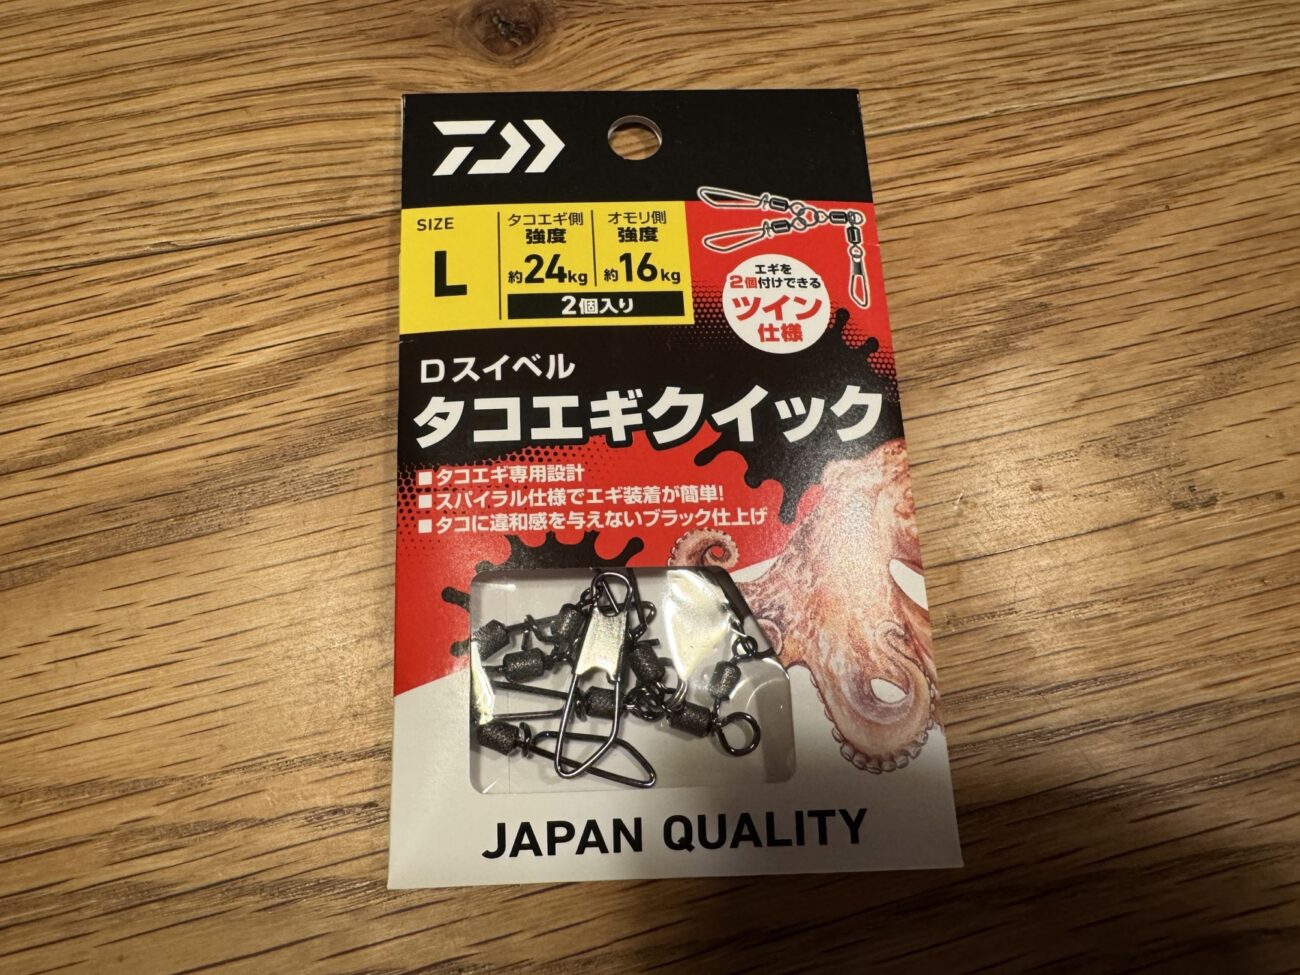 SIZE
L
タコエギ側
強度
約24kg
オモリ側
強度
約16kg
2個入り
エギを
2個付けできる
ツイン
仕様
Dスイベル
タコエギクイック
■タコエギ専用設計
■スパイラル仕様でエギ装着が簡単!
■タコに違和感を与えないブラック仕上げ
JAPAN QUALITY